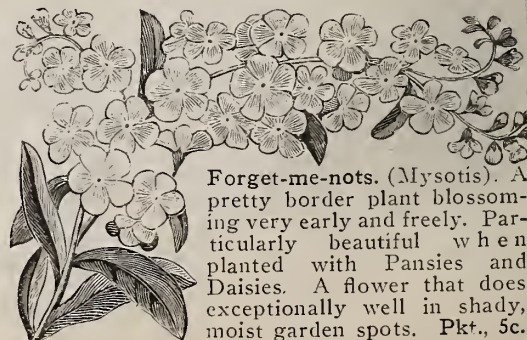 Forget-me-nots. (Mysotis). A
pretty border plant blossom-
ing very early and freely. Par-
ticularly beautiful when
planted with Pansies and
Daisies. A flower that does
exceptionally well in shady,
moist garden spots. Pkt., 5c.